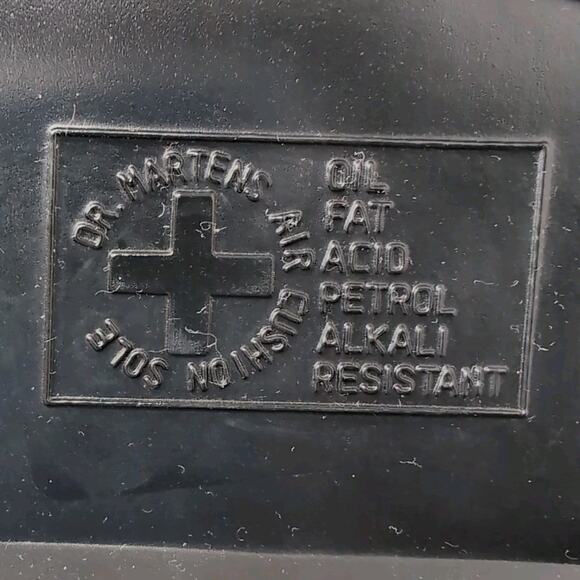 DR. MARTENS AIR CUSHION SOLE
OIL
FAT
ACID
PETROL
ALKALI
RESISTANT